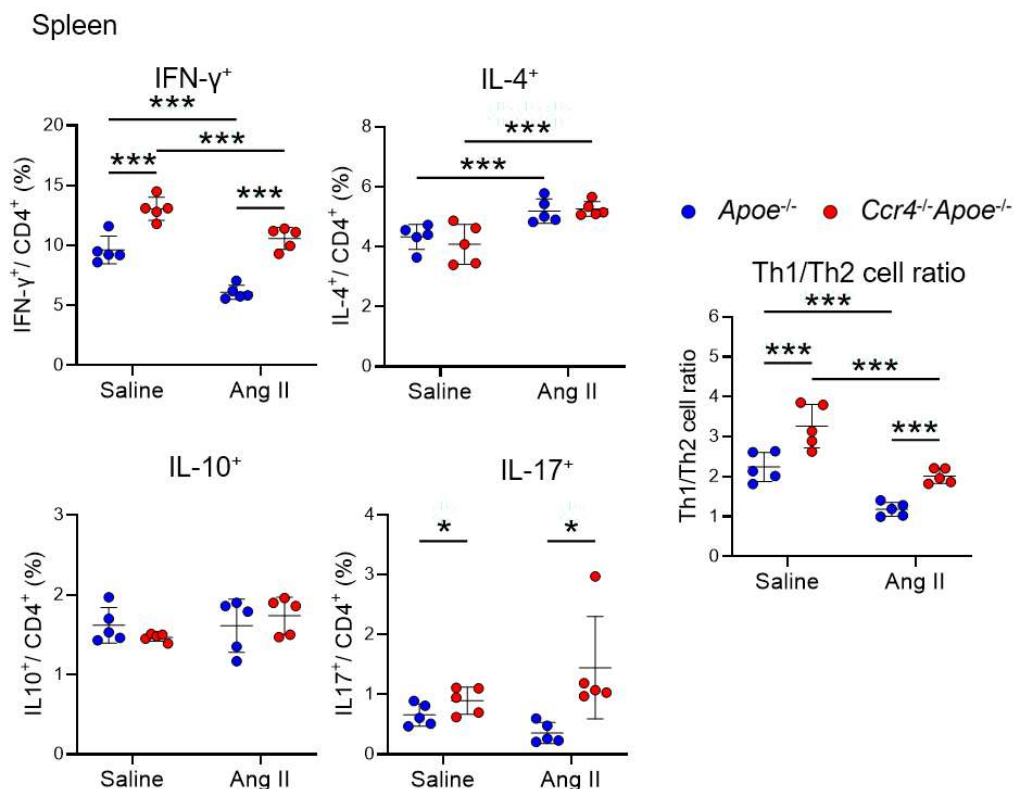 Spleen
IFN-γ⁺
***
***
***
***
IFN-γ⁺/ CD4⁺ (%)
20
15
10
5
0
Saline
Ang II
IL-4⁺
***
***
IL-4⁺/ CD4⁺ (%)
8
6
4
2
0
Saline
Ang II
Apoe⁻/⁻
Ccr4⁻/⁻Apoe⁻/⁻
Th1/Th2 cell ratio
***
***
***
***
Th1/Th2 cell ratio
6
5
4
3
2
1
0
Saline
Ang II
IL-10⁺
IL10⁺/ CD4⁺ (%)
3
2
1
0
Saline
Ang II
IL-17⁺
*
*
IL17⁺/ CD4⁺ (%)
4
3
2
1
0
Saline
Ang II